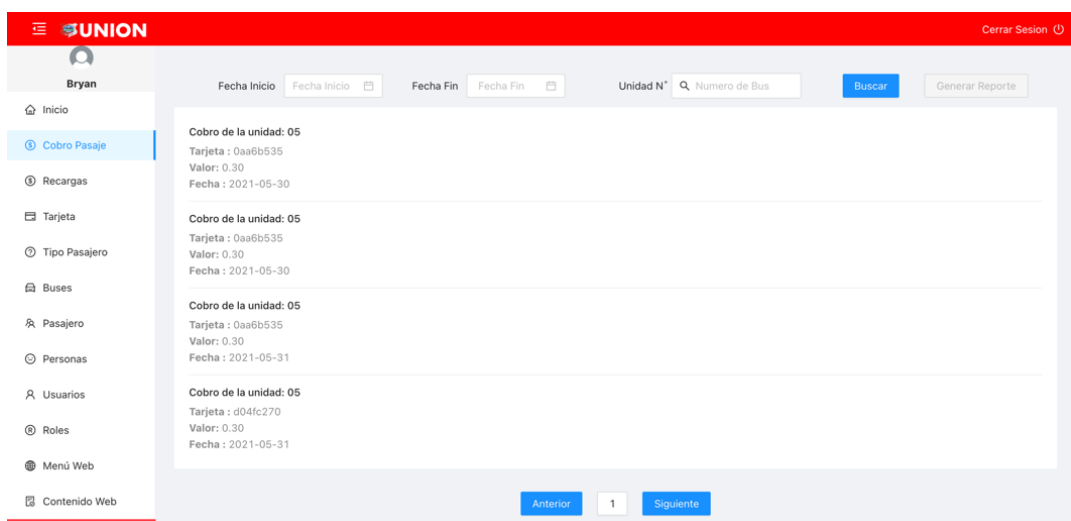 UNION
Cerrar Sesion
Bryan
Inicio
Cobro Pasaje
Recargas
Tarjeta
Tipo Pasajero
Buses
Pasajero
Personas
Usuarios
Roles
Menú Web
Contenido Web
Fecha Inicio Fecha Inicio Fecha Fin Fecha Fin Unidad N° Numero de Bus Buscar Generar Reporte
Cobro de la unidad: 05
Tarjeta : 0aa6b535
Valor: 0.30
Fecha : 2021-05-30
Cobro de la unidad: 05
Tarjeta : 0aa6b535
Valor: 0.30
Fecha : 2021-05-30
Cobro de la unidad: 05
Tarjeta : 0aa6b535
Valor: 0.30
Fecha : 2021-05-31
Cobro de la unidad: 05
Tarjeta : d04fc270
Valor: 0.30
Fecha : 2021-05-31
Anterior 1 Siguiente